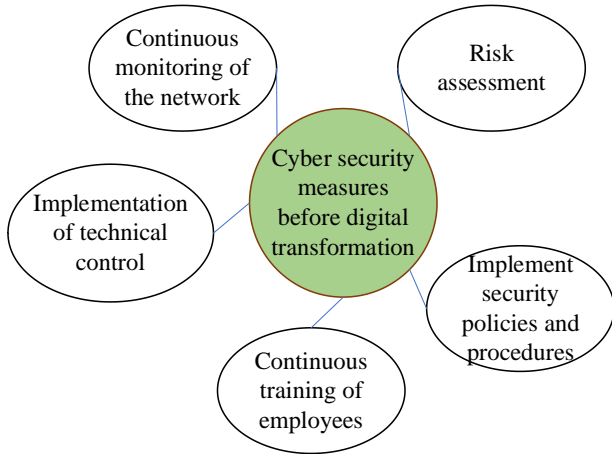 Continuous
monitoring of
the network
Risk
assessment
Cyber security
measures
before digital
transformation
Implementation
of technical
control
Implement
security
policies and
procedures
Continuous
training of
employees